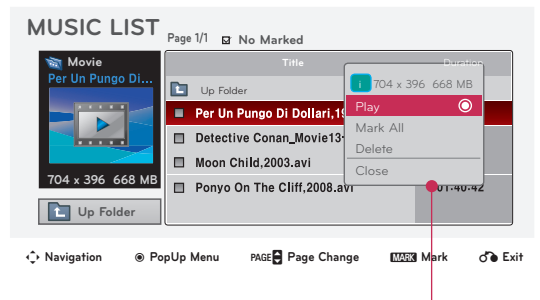 MUSIC LIST
Page 1/1 No Marked
Movie
Per Un Pungo Di...
704 x 396 668 MB
Up Folder
Title Duration
Up Folder
Per Un Pungo Di Dollari,19
Detective Conan_Movie13-
Moon Child,2003.avi
Ponyo On The Cliff,2008.avi 01:40:42
i 704 x 396 668 MB
Play
Mark All
Delete
Close
Navigation PopUp Menu PAGE Page Change MARK Mark Exit